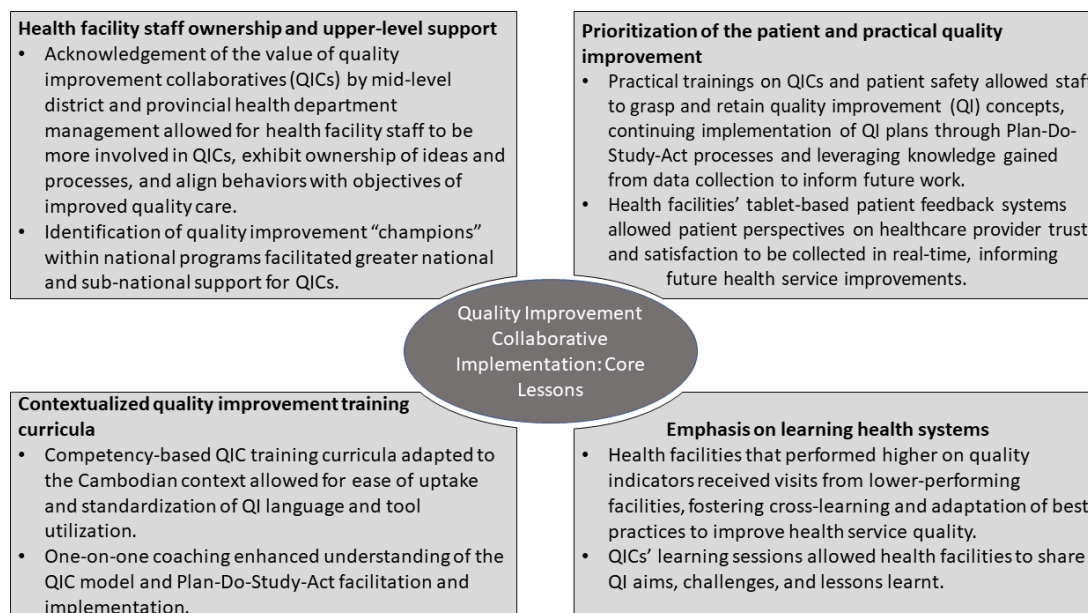 Health facility staff ownership and upper-level support
• Acknowledgement of the value of quality
improvement collaboratives (QICs) by mid-level
district and provincial health department
management allowed for health facility staff to be
more involved in QICs, exhibit ownership of ideas and
processes, and align behaviors with objectives of
improved quality care.
• Identification of quality improvement “champions”
within national programs facilitated greater national
and sub-national support for QICs.
Prioritization of the patient and practical quality
improvement
• Practical trainings on QICs and patient safety allowed staff
to grasp and retain quality improvement (QI) concepts,
continuing implementation of QI plans through Plan-Do-
Study-Act processes and leveraging knowledge gained
from data collection to inform future work.
• Health facilities’ tablet-based patient feedback systems
allowed patient perspectives on healthcare provider trust
and satisfaction to be collected in real-time, informing
future health service improvements.
Quality Improvement
Collaborative
Implementation: Core
Lessons
Contextualized quality improvement training
curricula
• Competency-based QIC training curricula adapted to
the Cambodian context allowed for ease of uptake
and standardization of QI language and tool
utilization.
• One-on-one coaching enhanced understanding of the
QIC model and Plan-Do-Study-Act facilitation and
implementation.
Emphasis on learning health systems
• Health facilities that performed higher on quality
indicators received visits from lower-performing
facilities, fostering cross-learning and adaptation of best
practices to improve health service quality.
• QICs’ learning sessions allowed health facilities to share
QI aims, challenges, and lessons learnt.